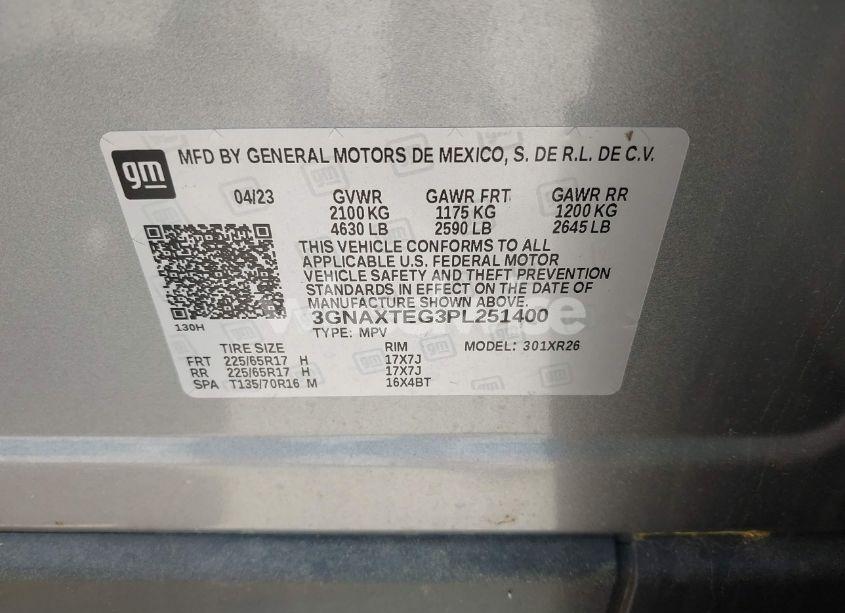 gm
MFD BY GENERAL MOTORS DE MEXICO, S. DE R.L. DE C.V.
04/23 GVWR GAWR FRT GAWR RR
2100 KG 1175 KG 1200 KG
4630 LB 2590 LB 2645 LB
THIS VEHICLE CONFORMS TO ALL
APPLICABLE U.S. FEDERAL MOTOR
VEHICLE SAFETY AND THEFT PREVENTION
STANDARDS IN EFFECT ON THE DATE OF
MANUFACTURE SHOWN ABOVE.
130H
3GNAXTEG3PL251400
TYPE: MPV
TIRE SIZE RIM MODEL: 301XR26
FRT 225/65R17 H 17X7J
RR 225/65R17 H 17X7J
SPA T135/70R16 M 16X4BT